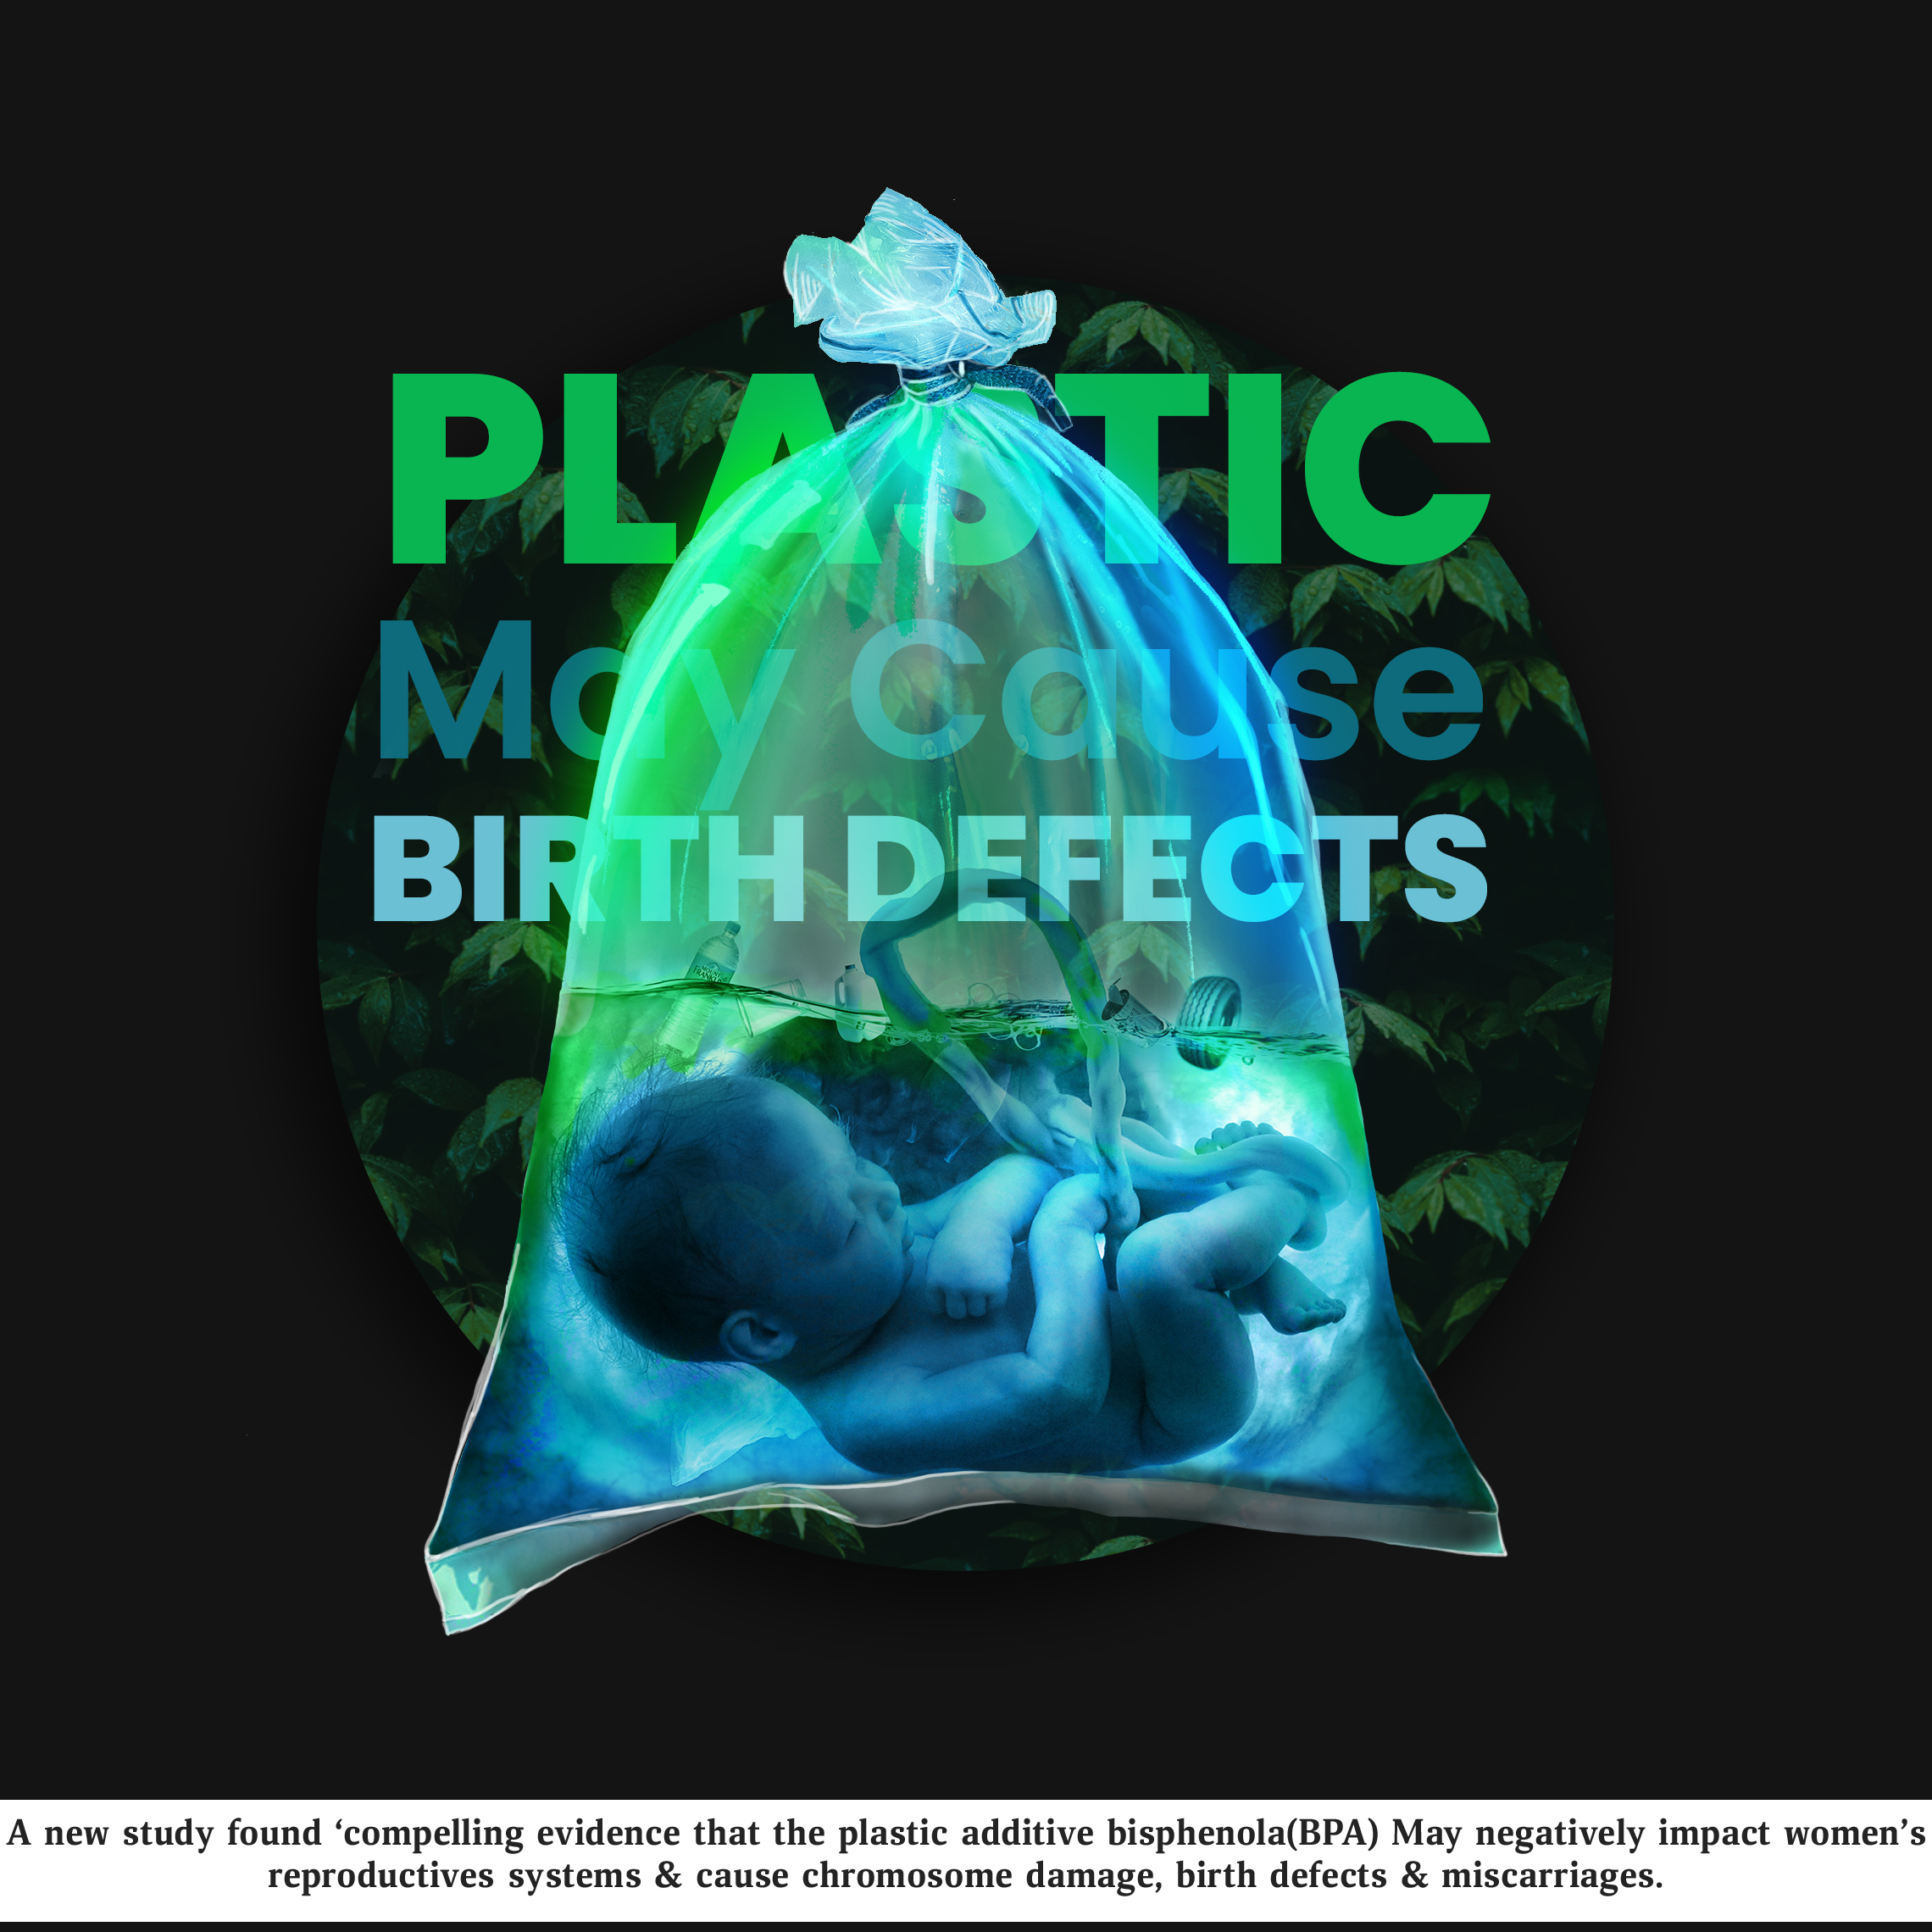 PLASTIC
May Cause
BIRTH DEFECTS
A new study found ‘compelling evidence that the plastic additive bisphenola(BPA) May negatively impact women’s
reproductives systems & cause chromosome damage, birth defects & miscarriages.